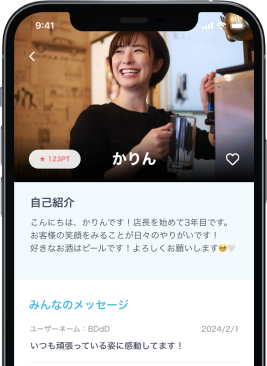 9:41
★ 123PT
かりん
自己紹介
こんにちは、かりんです！店長を始めて3年目です。
お客様の笑顔をみることが日々のやりがいです！
好きなお酒はビールです！よろしくお願いします🥹🤍
みんなのメッセージ
ユーザーネーム：BDdD
2024/2/1
いつも頑張っている姿に感動してます！